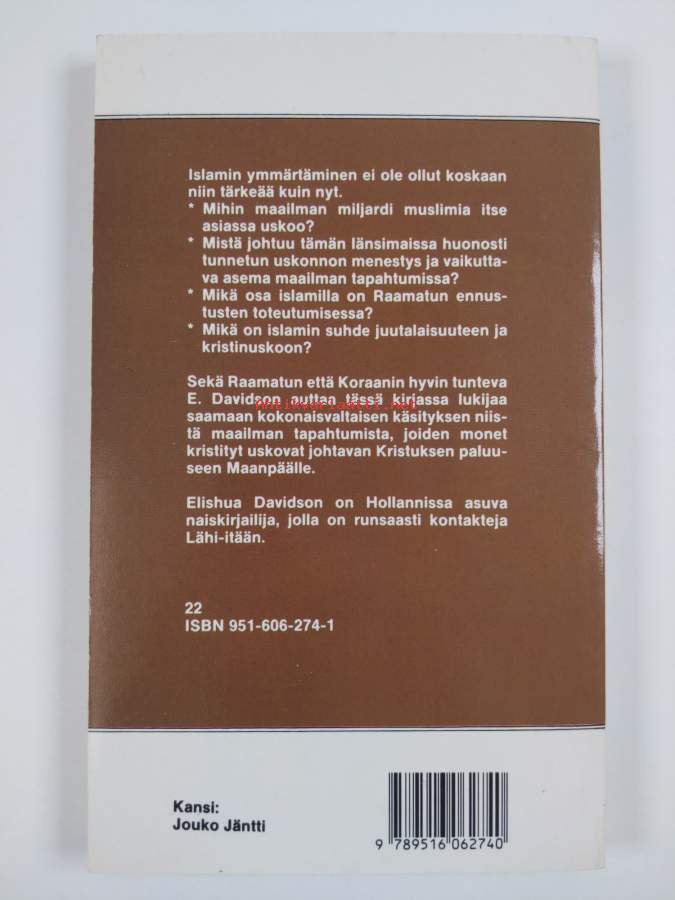 Islamin ymmärtäminen ei ole ollut koskaan
niin tärkeää kuin nyt.
* Mihin maailman miljardi muslimia itse
asiassa uskoo?
* Mistä johtuu tämän länsimaissa huonosti
tunnetun uskonnon menestys ja vaikutta-
va asema maailman tapahtumissa?
* Mikä osa islamilla on Raamatun ennus-
tusten toteutumisessa?
* Mikä on islamin suhde juutalaisuuteen ja
kristinuskoon?
Sekä Raamatun että Koraanin hyvin tunteva
E. Davidson auttaa tässä kirjassa lukijaa
antikvariaatti.net
saamaan kokonaisvaltaisen käsityksen niis-
tä maailman tapahtumista, joiden monet
kristityt uskovat johtavan Kristuksen paluu-
seen Maanpäälle.
Elishua Davidson on Hollannissa asuva
naiskirjailija, jolla on runsaasti kontakteja
Lähi-itään.
22
ISBN 951-606-274-1
Kansi:
Jouko Jäntti
9 789516 062740